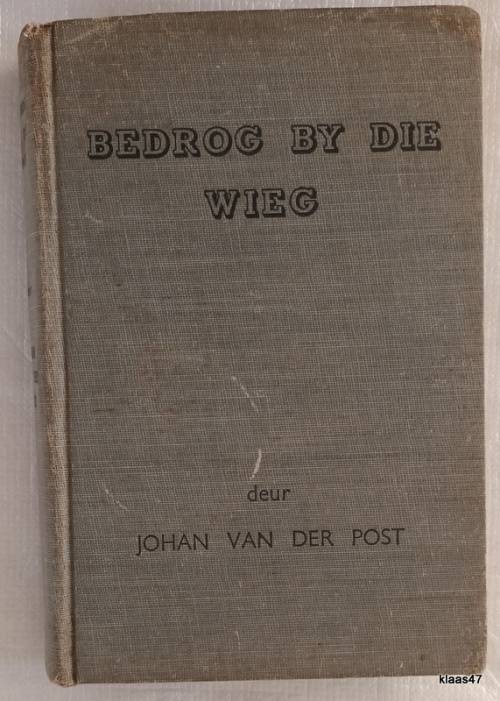 BEDROG BY DIE
WIEG
deur
JOHAN VAN DER POST
klaas47